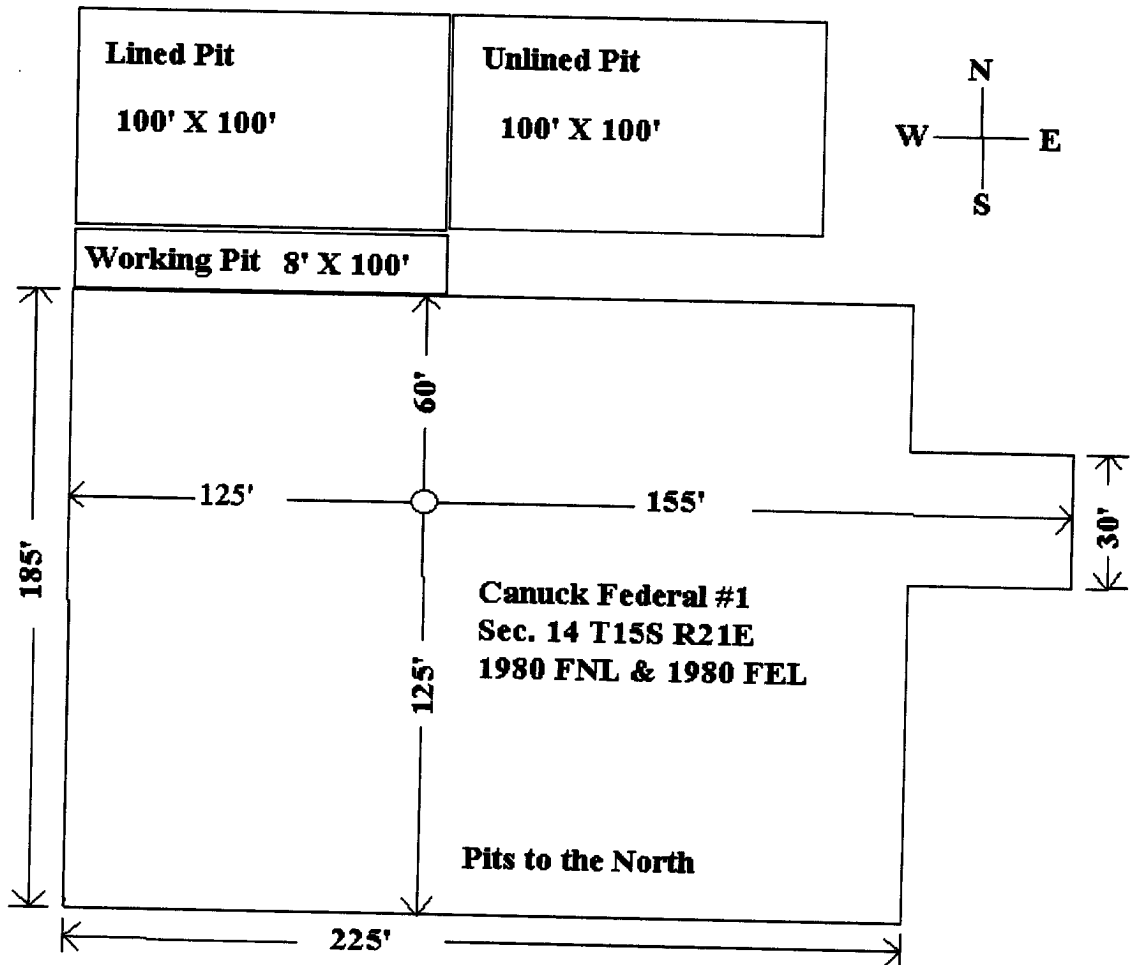 Lined Pit
100' X 100'
Unlined Pit
100' X 100'
N
W E
S
Working Pit 8' X 100'
60'
125'
155'
185'
30'
125'
Canuck Federal #1
Sec. 14 T15S R21E
1980 FNL & 1980 FEL
Pits to the North
225'